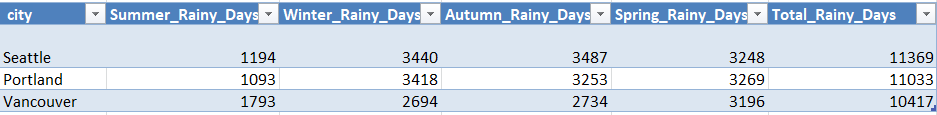 city Summer_Rainy_Days Winter_Rainy_Days Autumn_Rainy_Days Spring_Rainy_Days Total_Rainy_Days
Seattle 1194 3440 3487 3248 11369
Portland 1093 3418 3253 3269 11033
Vancouver 1793 2694 2734 3196 10417